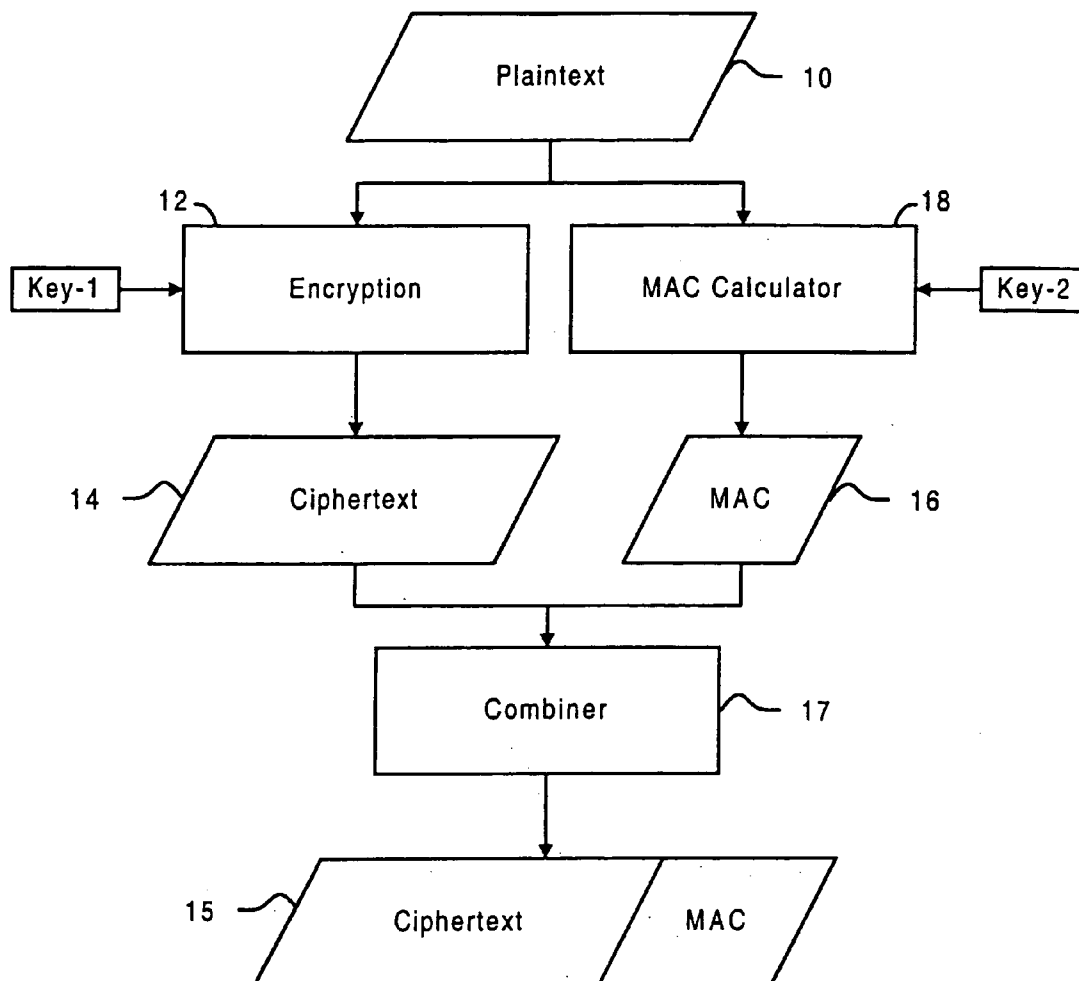 Plaintext
10
12
18
Key-1
Encryption
MAC Calculator
Key-2
14
Ciphertext
MAC
16
Combiner
17
15
Ciphertext
MAC